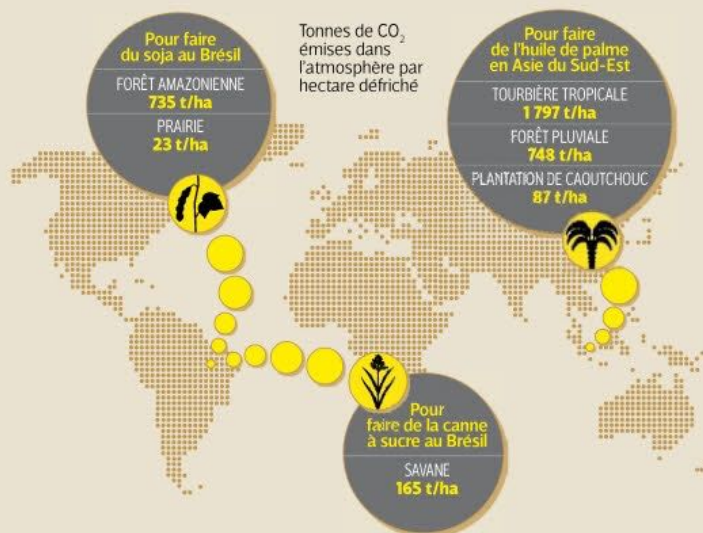 Pour faire
du soja au Brésil
FORÊT AMAZONIENNE
735 t/ha
PRAIRIE
23 t/ha
Tonnes de CO₂
émises dans
l'atmosphère par
hectare défriché
Pour faire
de l'huile de palme
en Asie du Sud-Est
TOURBIÈRE TROPICALE
1 797 t/ha
FORÊT PLUVIALE
748 t/ha
PLANTATION DE CAOUTCHOUC
87 t/ha
Pour
faire de la canne
à sucre au Brésil
SAVANE
165 t/ha